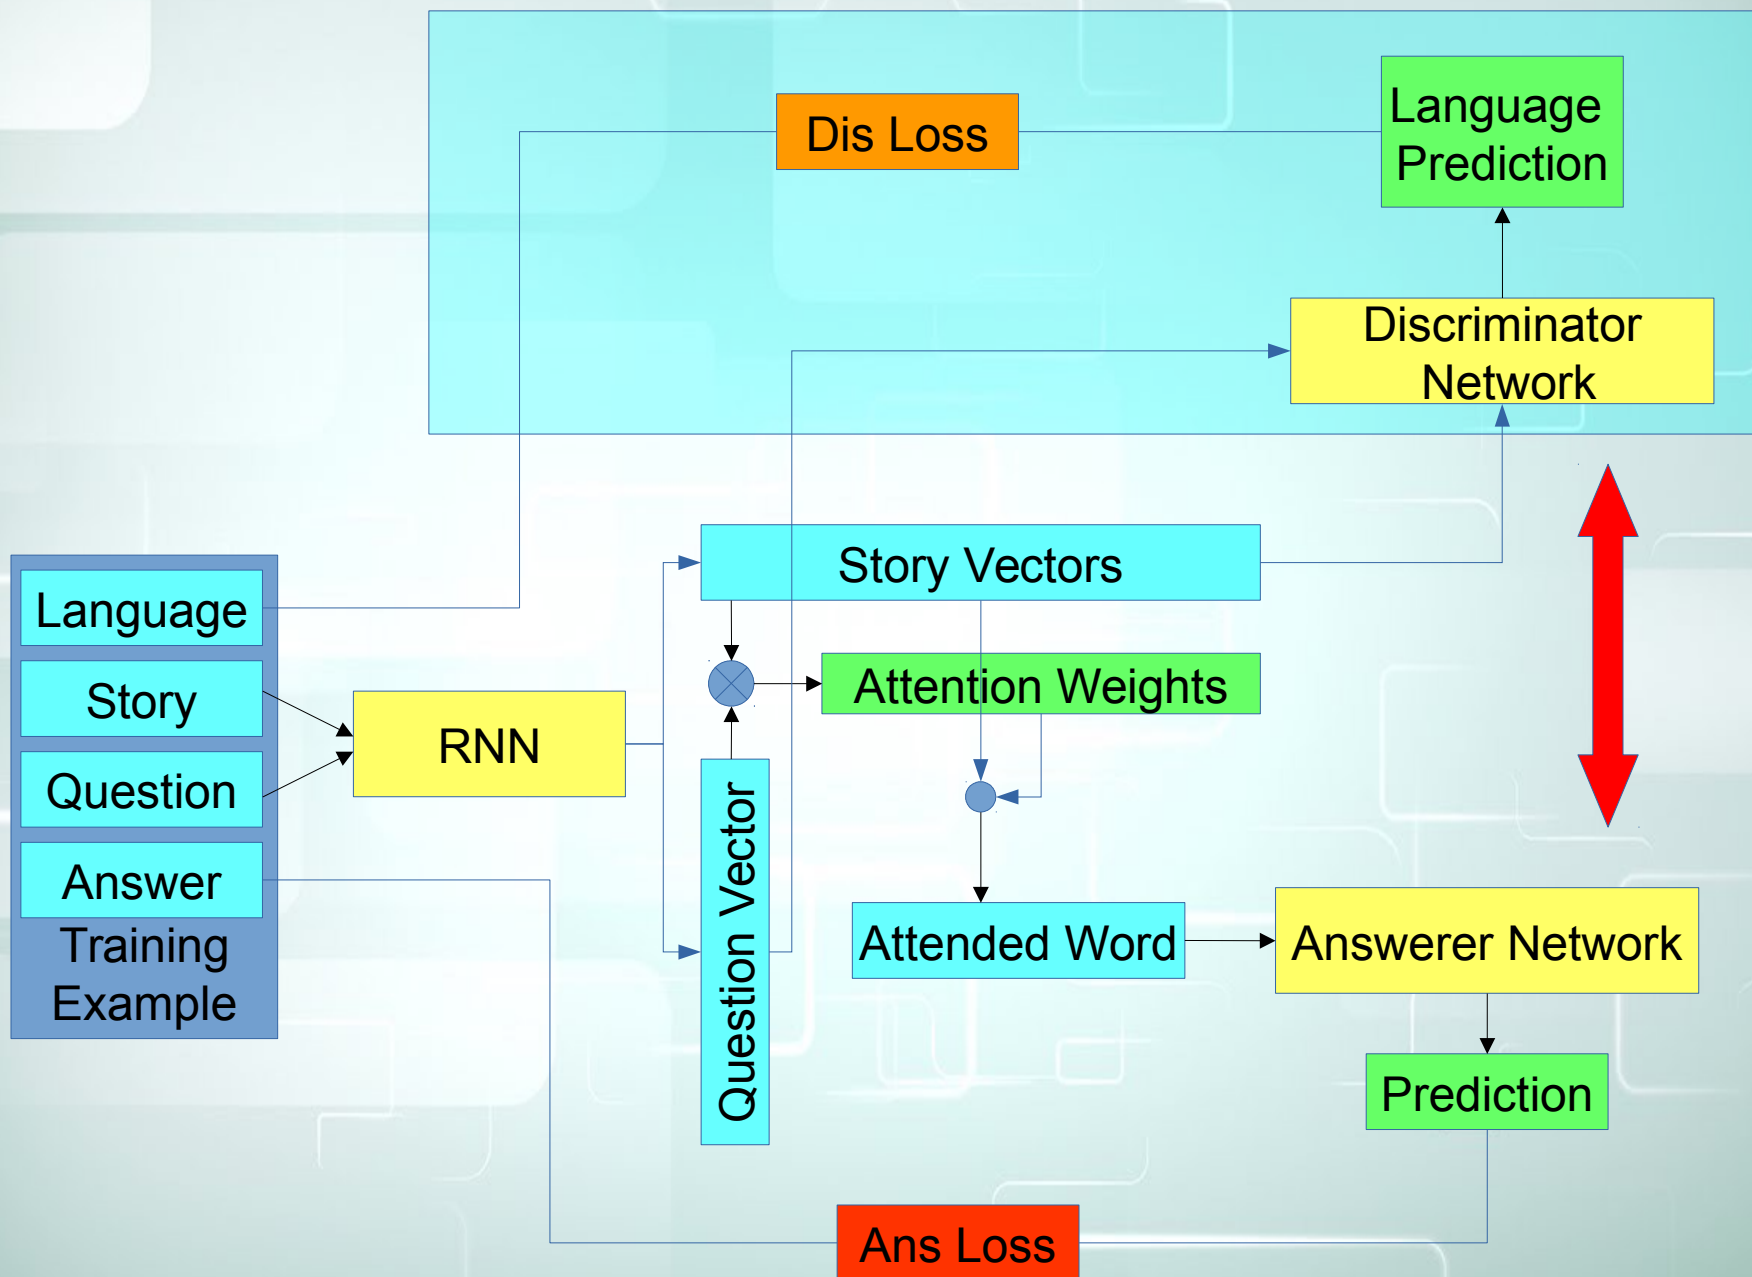 Language
Prediction
Dis Loss
Discriminator
Network
Story Vectors
Language
Story
Question
Answer
Training
Example
RNN
Attention Weights
Question Vector
Attended Word
Answerer Network
Prediction
Ans Loss